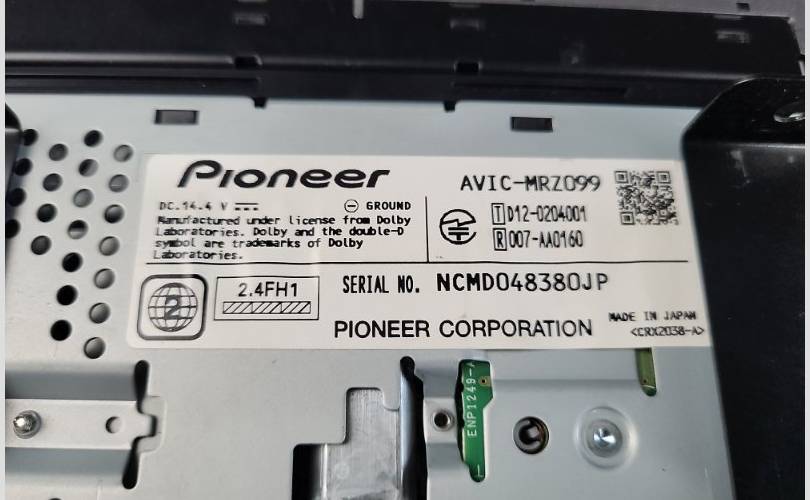 Pioneer
AVIC-MRZ099
DC.14.4 V
GROUND
Manufactured under license from Dolby
Laboratories. Dolby and the double-D
symbol are trademarks of Dolby
Laboratories.
T D12-0204001
R 007-AA0160
2
2.4FH1
SERIAL NO. NCMD048380JP
PIONEER CORPORATION
MADE IN JAPAN
<CRX2038-A>
ENP1249-A